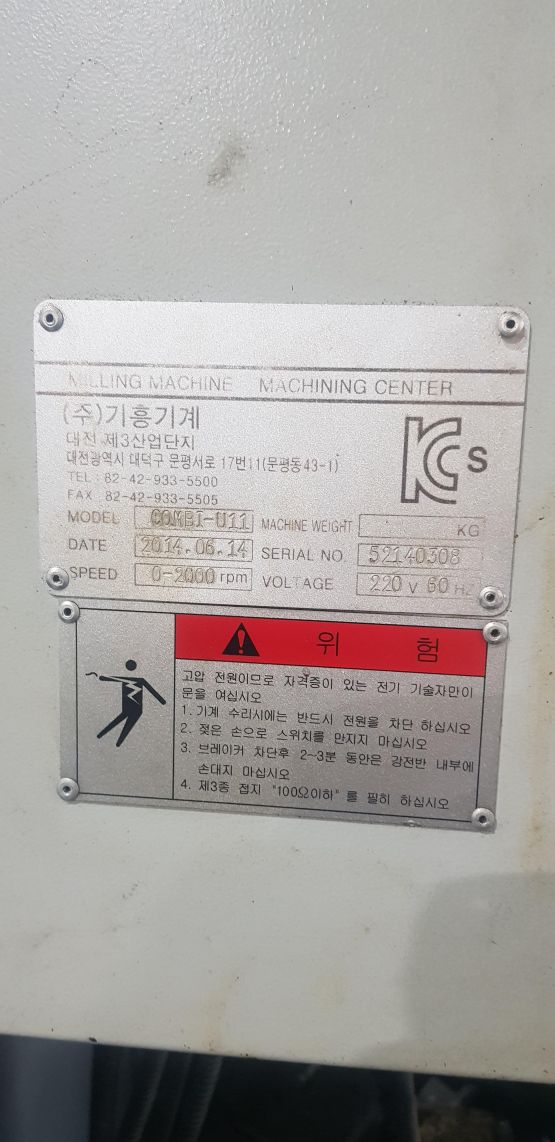 MILLING MACHINE MACHINING CENTER
(주)기흥기계
대전 제3산업단지
대전광역시 대덕구 문평서로 17번11(문평동43-1)
TEL : 82-42-933-5500
FAX : 82-42-933-5505
KCs
MODEL COMBI-U11 MACHINE WEIGHT KG
DATE 2014.06.14 SERIAL NO. 52140308
SPEED 0-2000 rpm VOLTAGE 220 V 60 HZ
위 험
고압 전원이므로 자격증이 있는 전기 기술자만이
문을 여십시오
1. 기계 수리시에는 반드시 전원을 차단 하십시오
2. 젖은 손으로 스위치를 만지지 마십시오
3. 브레이커 차단후 2-3분 동안은 강전반 내부에
손대지 마십시오
4. 제3종 접지 "100Ω이하" 를 필히 하십시오